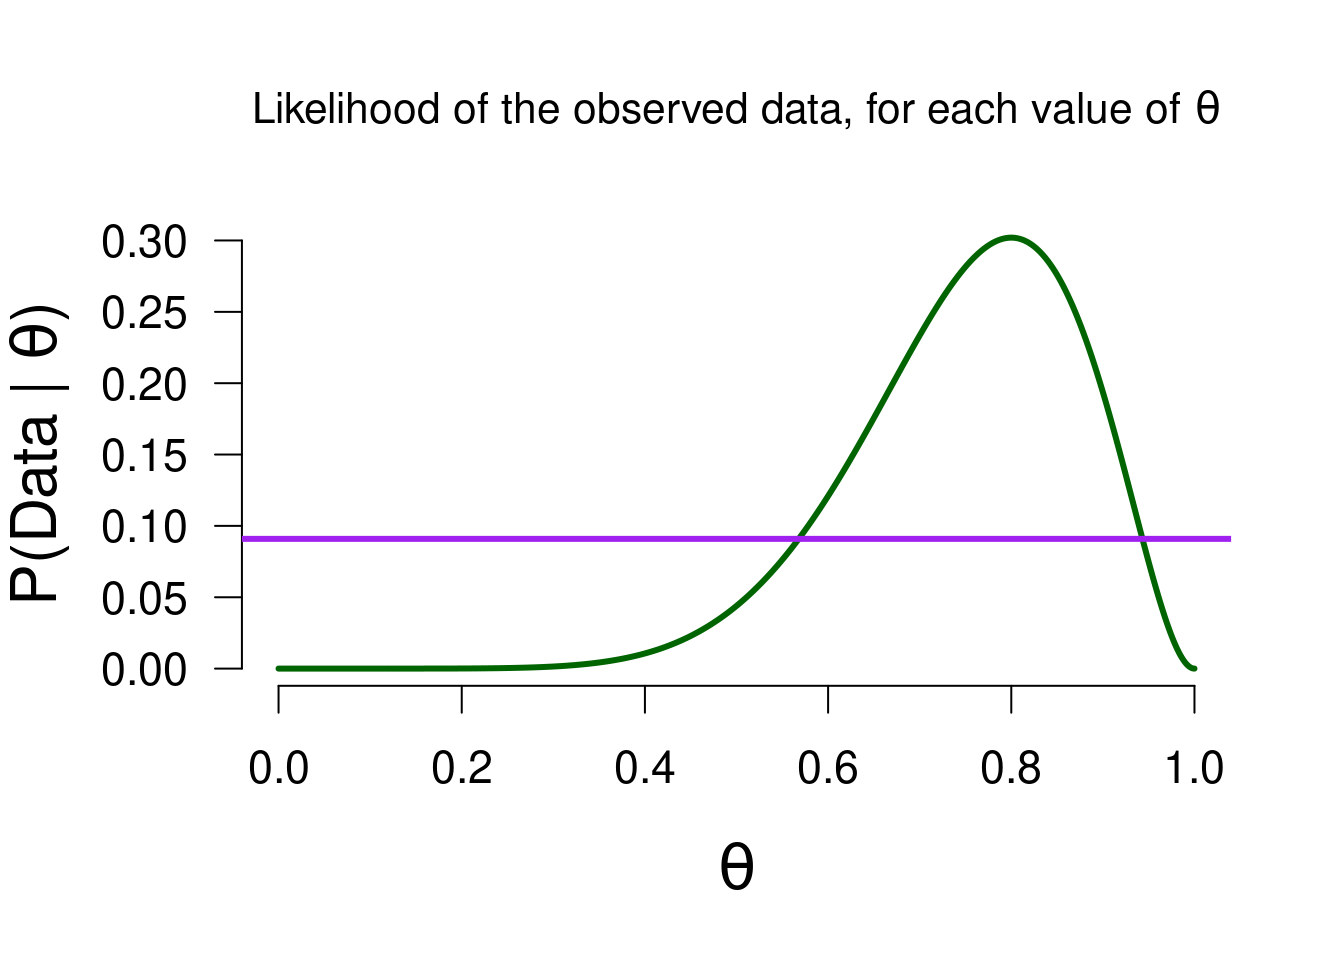 Likelihood of the observed data, for each value of θ
P(Data | θ)
0.30
0.25
0.20
0.15
0.10
0.05
0.00
0.0 0.2 0.4 0.6 0.8 1.0
θ